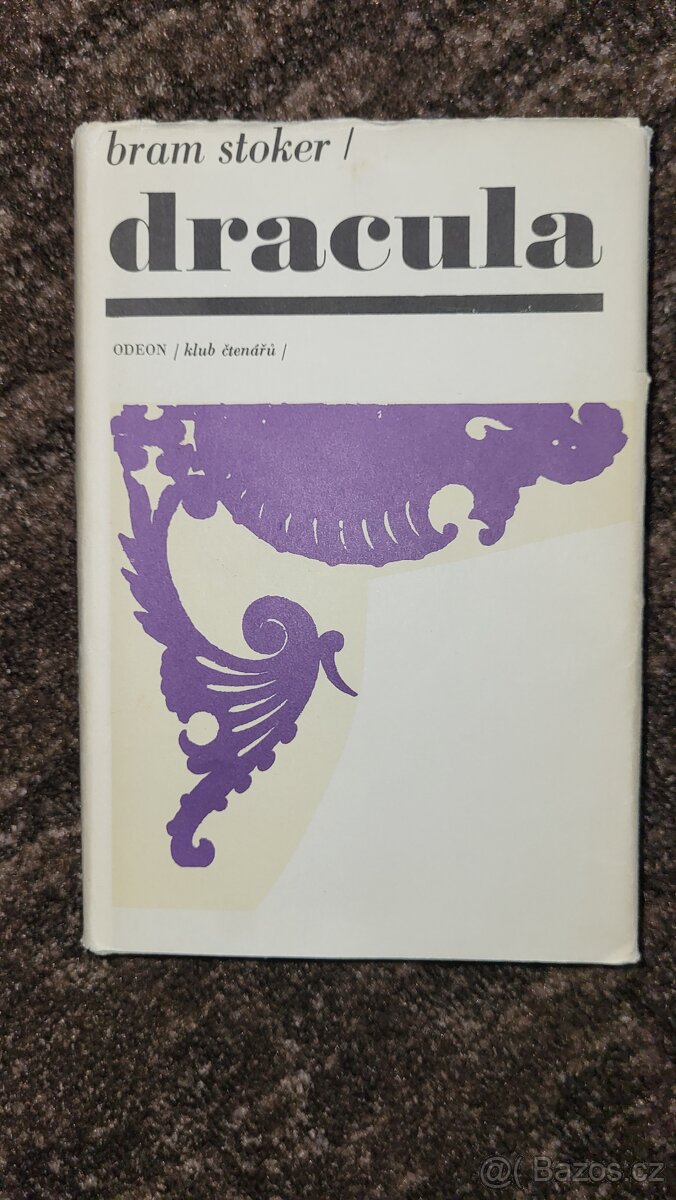 bram stoker /
dracula
ODEON / klub čtenářů /
@( Bazos.cz